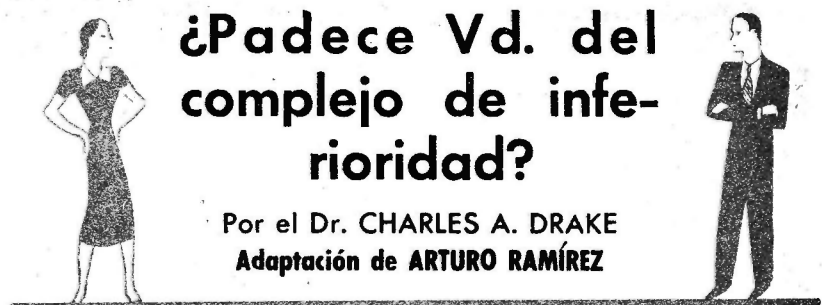 ¿Padece Vd. del
complejo de infe-
rioridad?
Por el Dr. CHARLES A. DRAKE
Adaptación de ARTURO RAMÍREZ